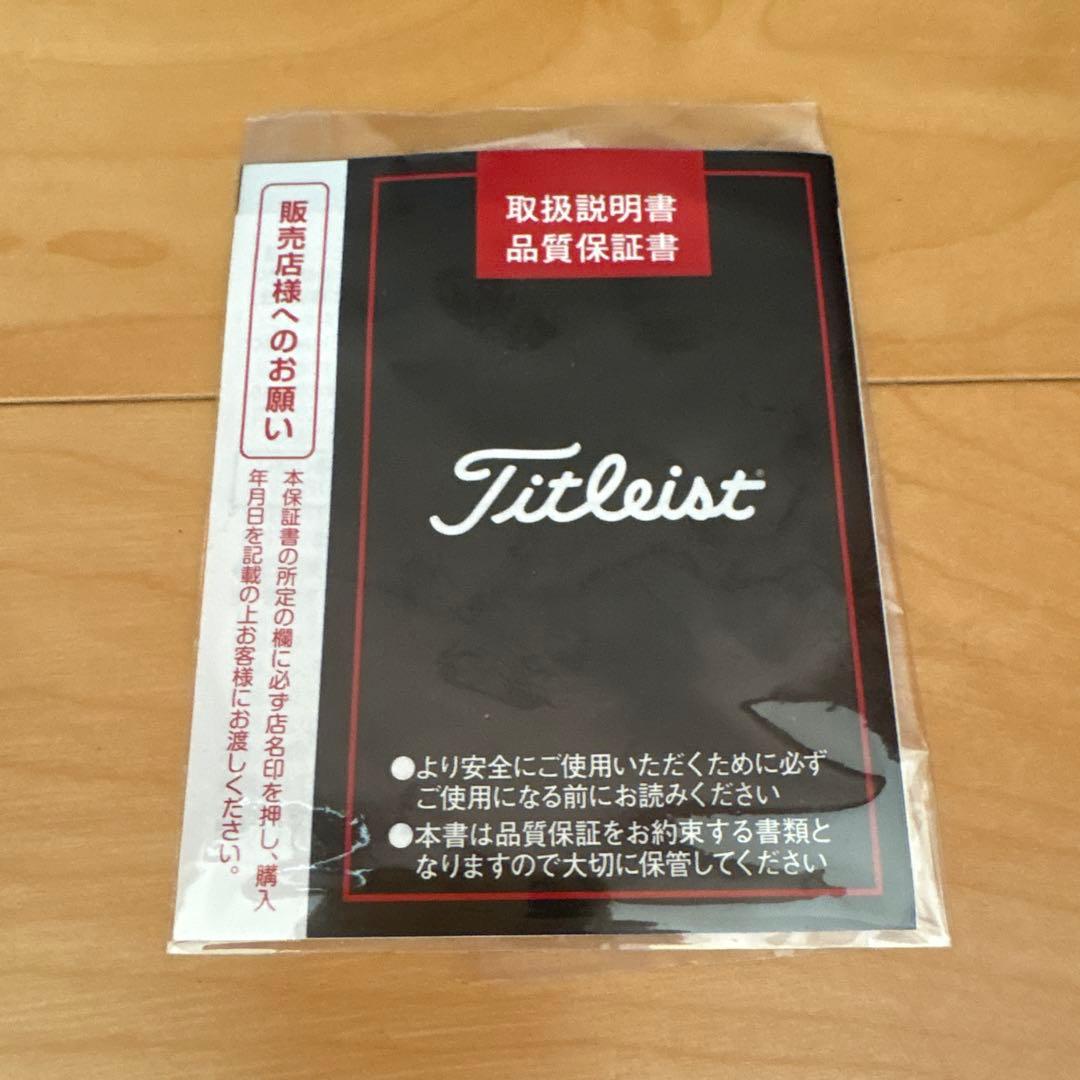 取扱説明書
品質保証書
Titleist®
●より安全にご使用いただくために必ず
ご使用になる前にお読みください
●本書は品質保証をお約束する書類と
なりますので大切に保管してください
販売店様へのお願い
本保証書の所定の欄に必ず店名印を押し、購入
年月日を記載の上お客様にお渡しください。